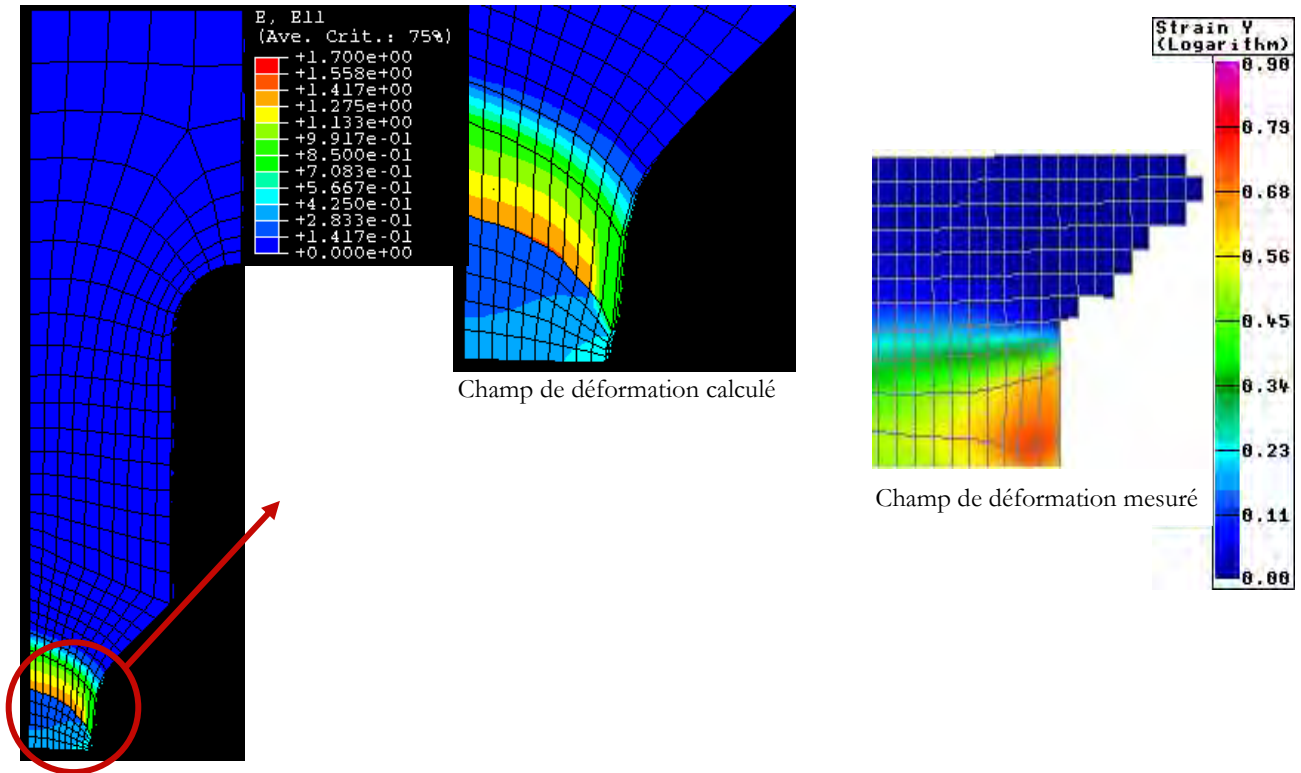 E, E11
(Ave. Crit.: 75%)
+1.700e+00
+1.558e+00
+1.417e+00
+1.275e+00
+1.133e+00
+9.917e-01
+8.500e-01
+7.083e-01
+5.667e-01
+4.250e-01
+2.833e-01
+1.417e-01
+0.000e+00
Champ de déformation calculé
Strain Y
(Logarithm)
0.90
0.79
0.68
0.56
0.45
0.34
0.23
0.11
0.00
Champ de déformation mesuré